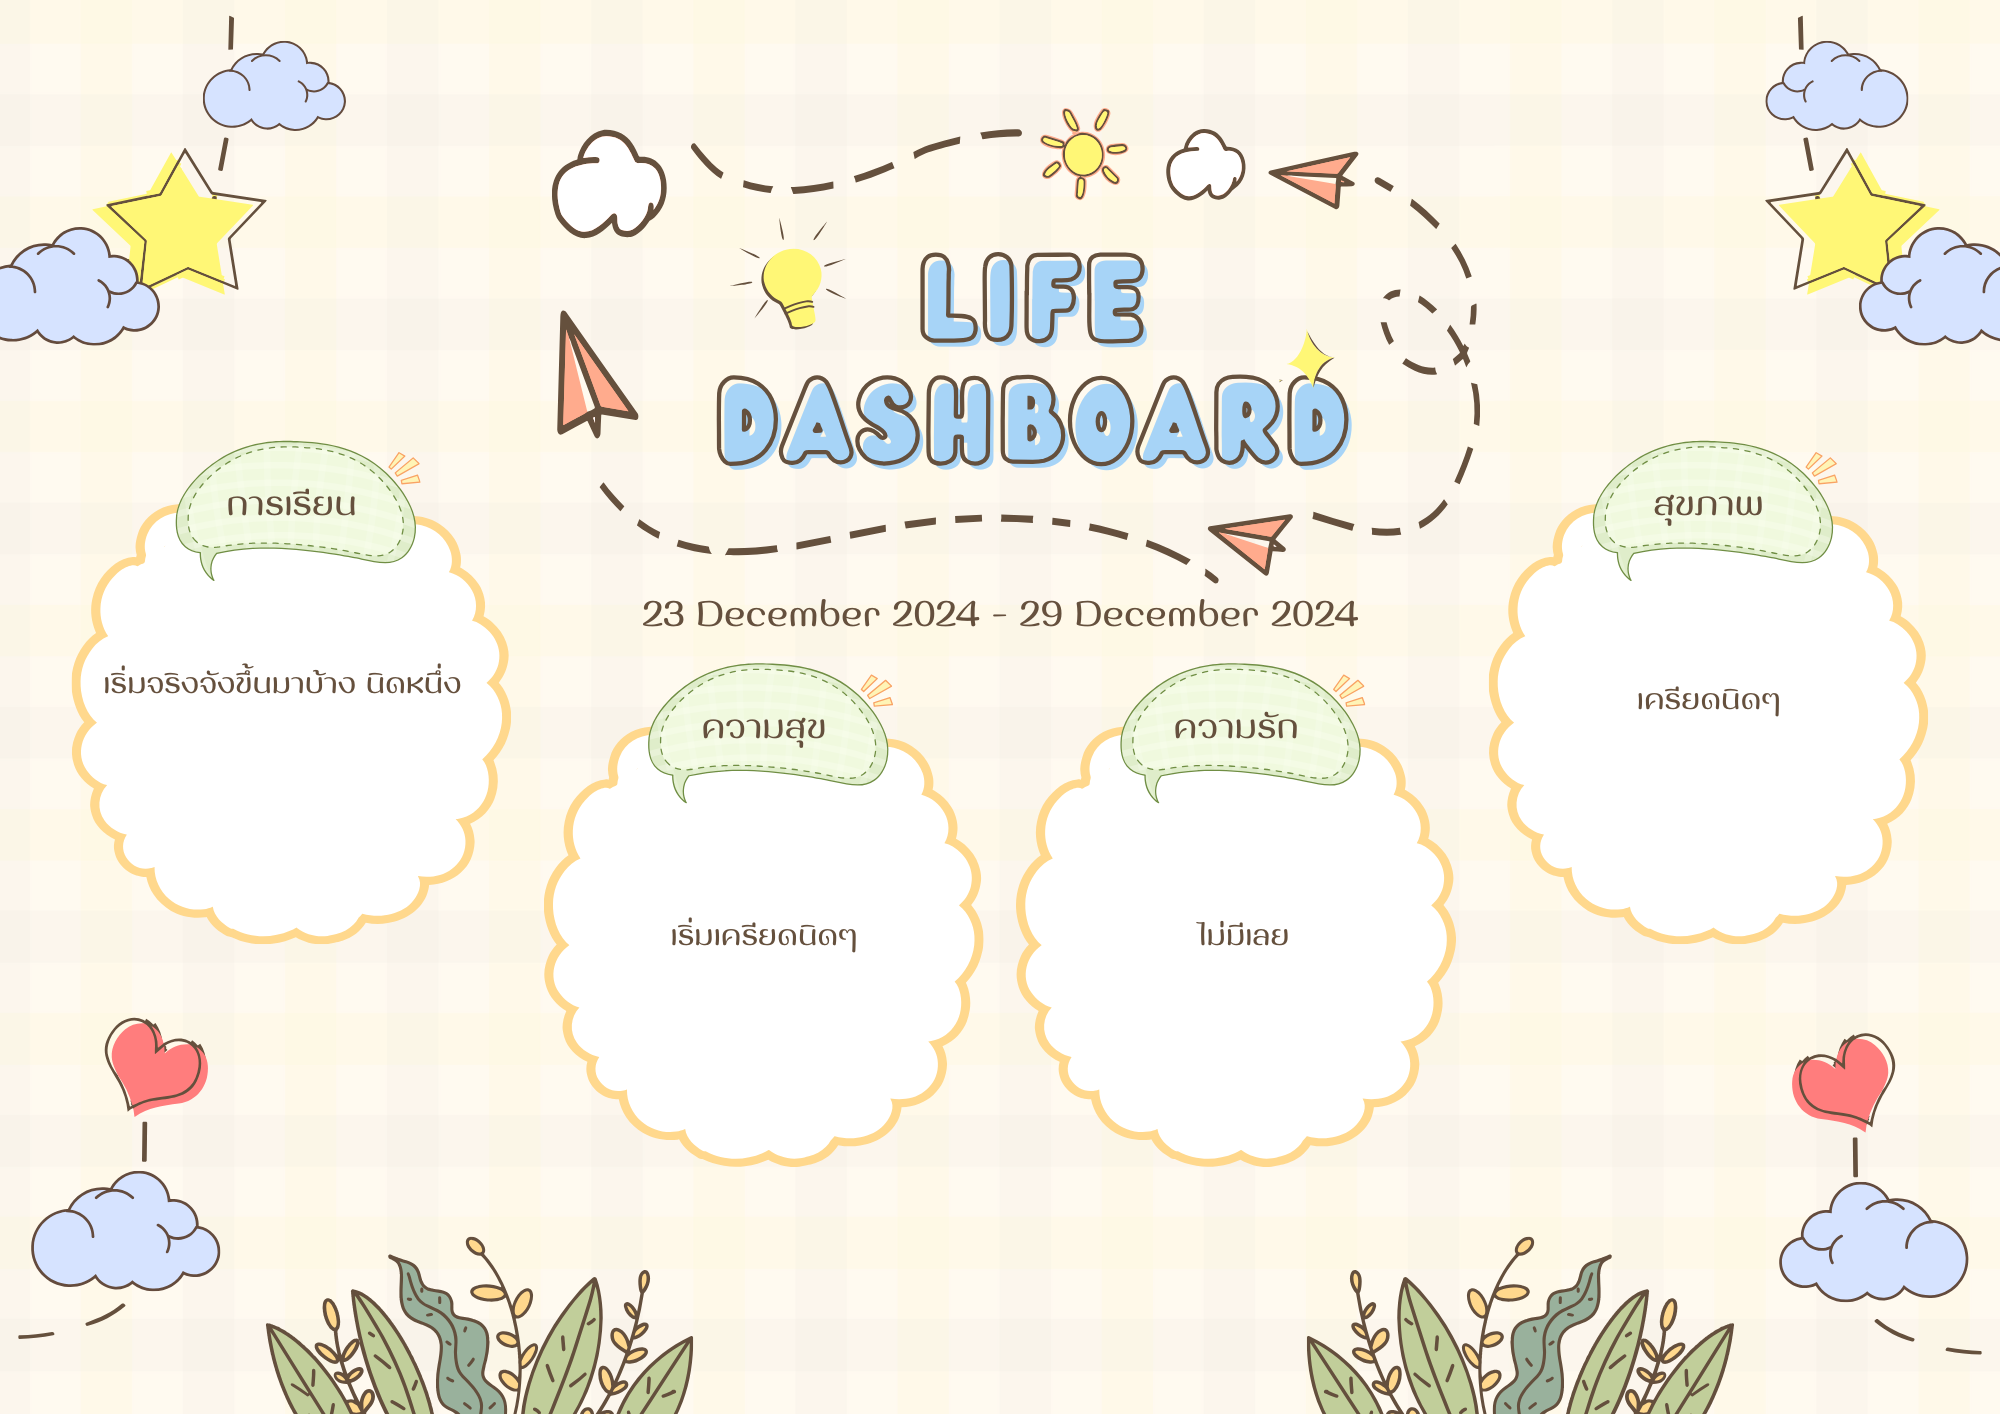 LIFE
DASHBOARD
23 December 2024 - 29 December 2024
การเรียน
เริ่มจริงจังขึ้นมาบ้าง นิดหนึ่ง
ความสุข
เริ่มเครียดนิดๆ
ความรัก
ไม่มีเลย
สุขภาพ
เครียดนิดๆ